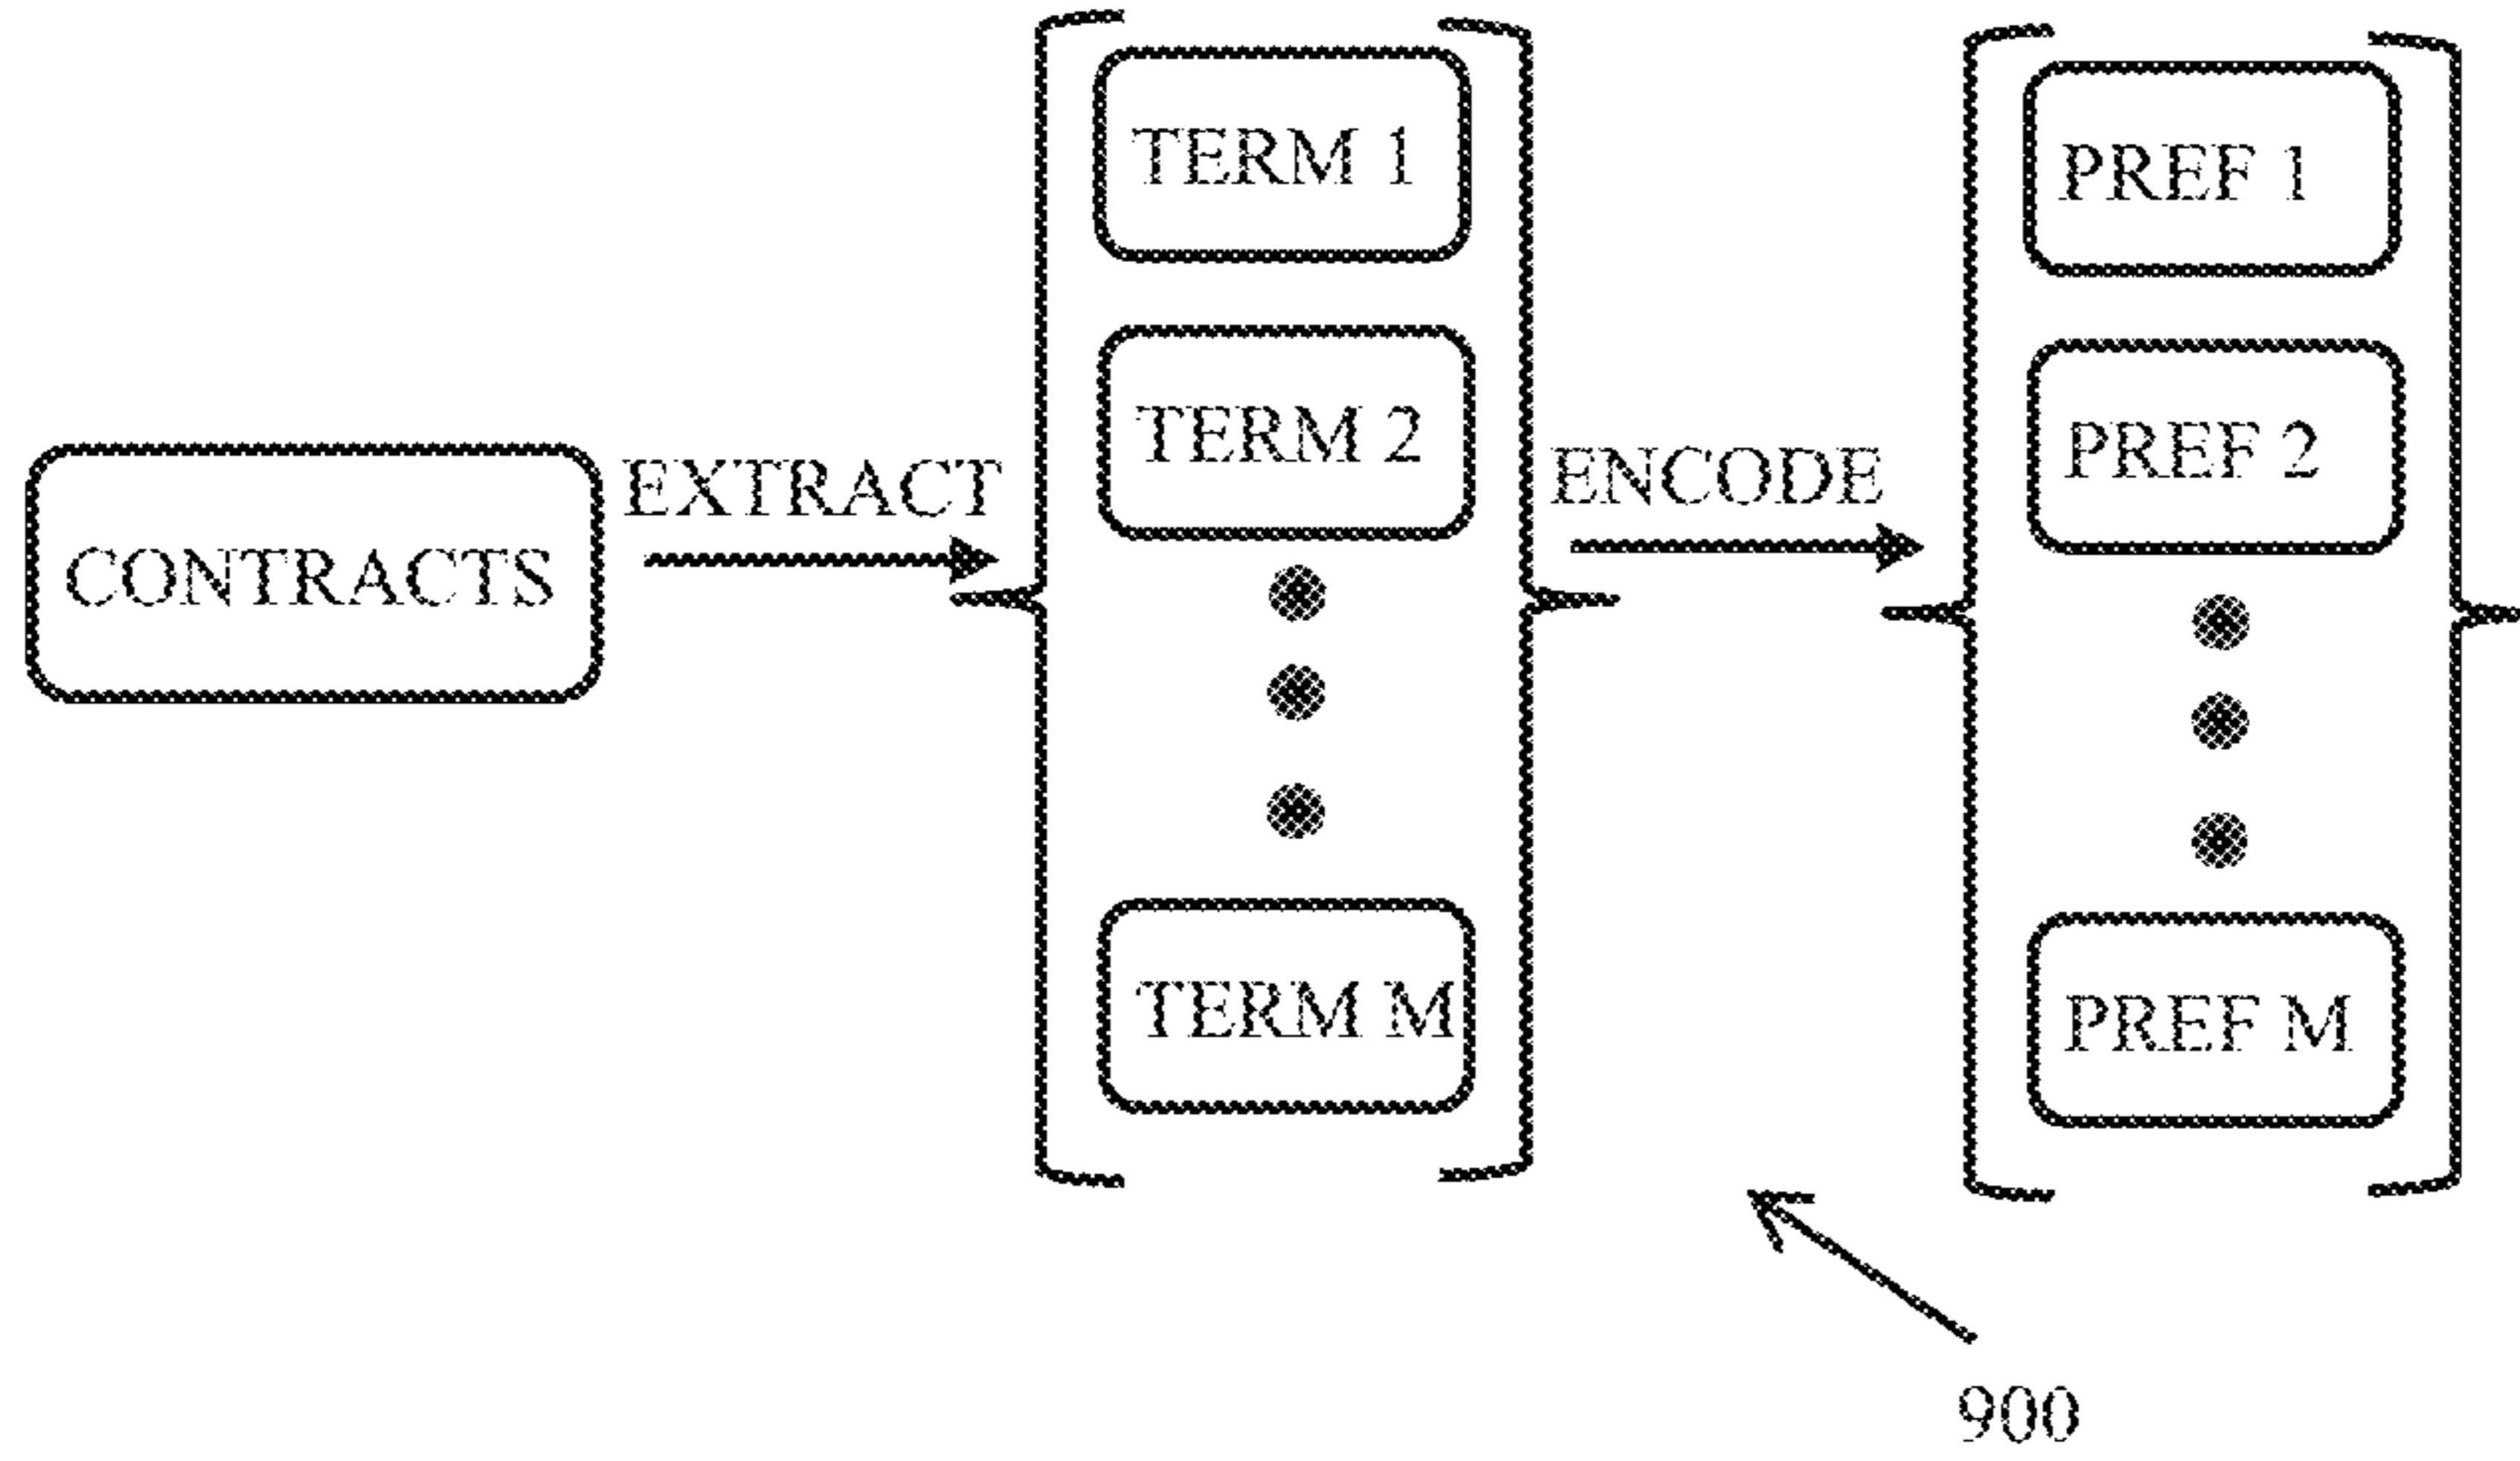 CONTRACTS
EXTRACT
TERM 1
TERM 2
TERM M
ENCODE
PREF 1
PREF 2
PREF M
900